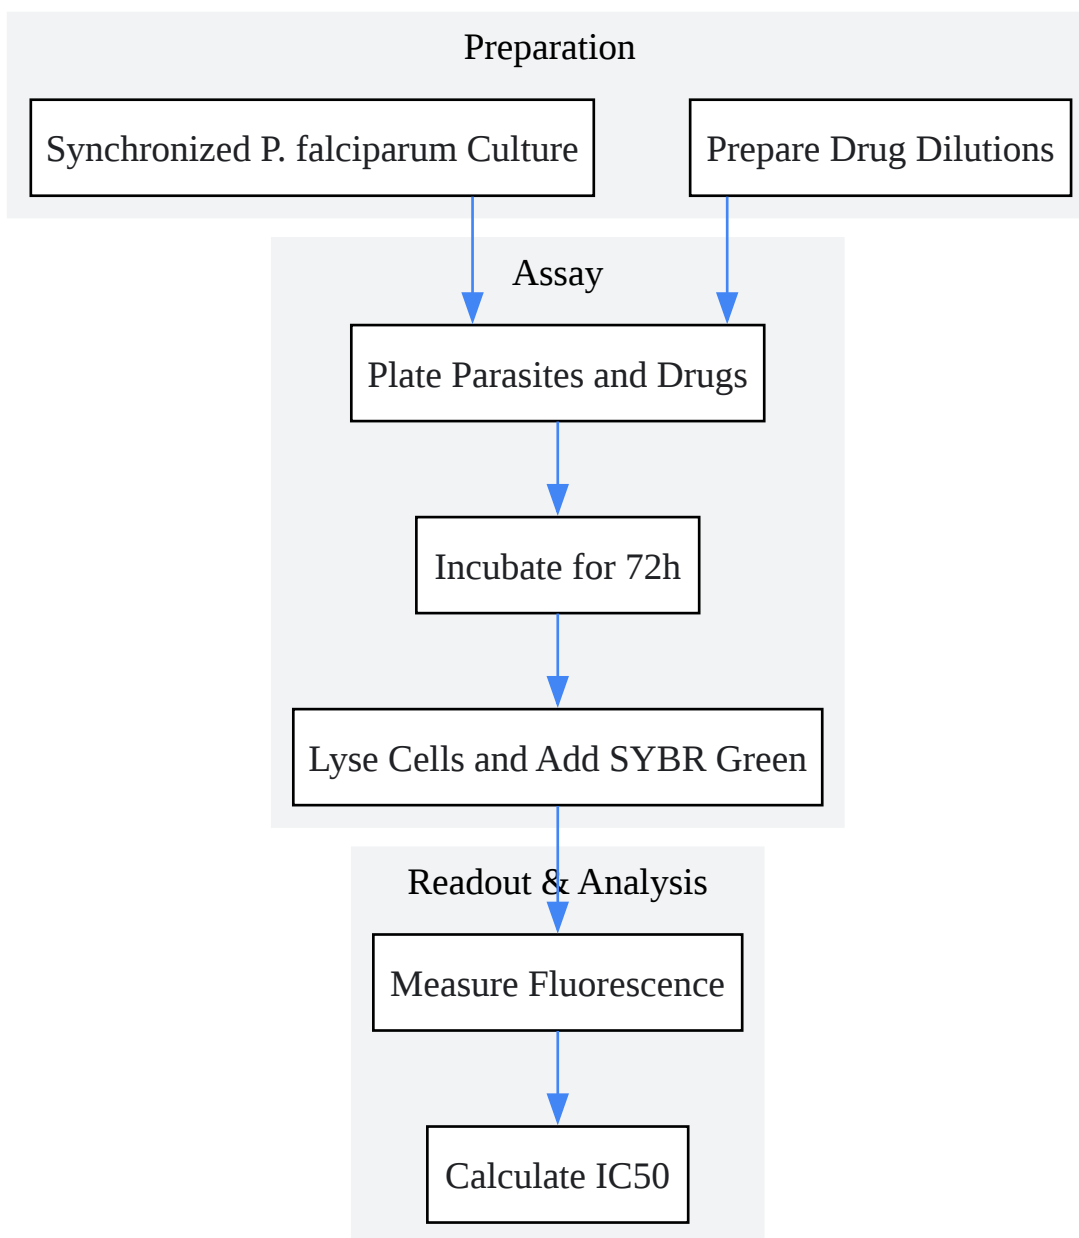 Preparation
Synchronized P. falciparum Culture
Prepare Drug Dilutions
Assay
Plate Parasites and Drugs
Incubate for 72h
Lyse Cells and Add SYBR Green
Readout & Analysis
Measure Fluorescence
Calculate IC50